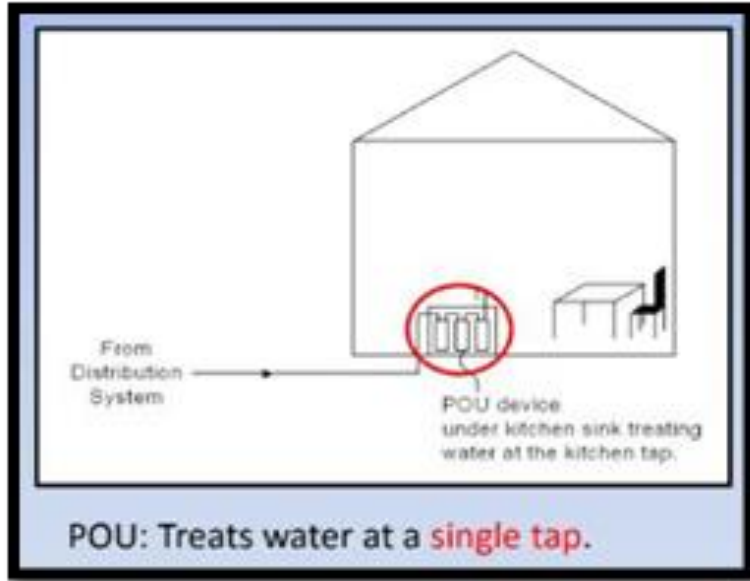 From
Distribution
System
POU device
under kitchen sink treating
water at the kitchen tap.
POU: Treats water at a single tap.